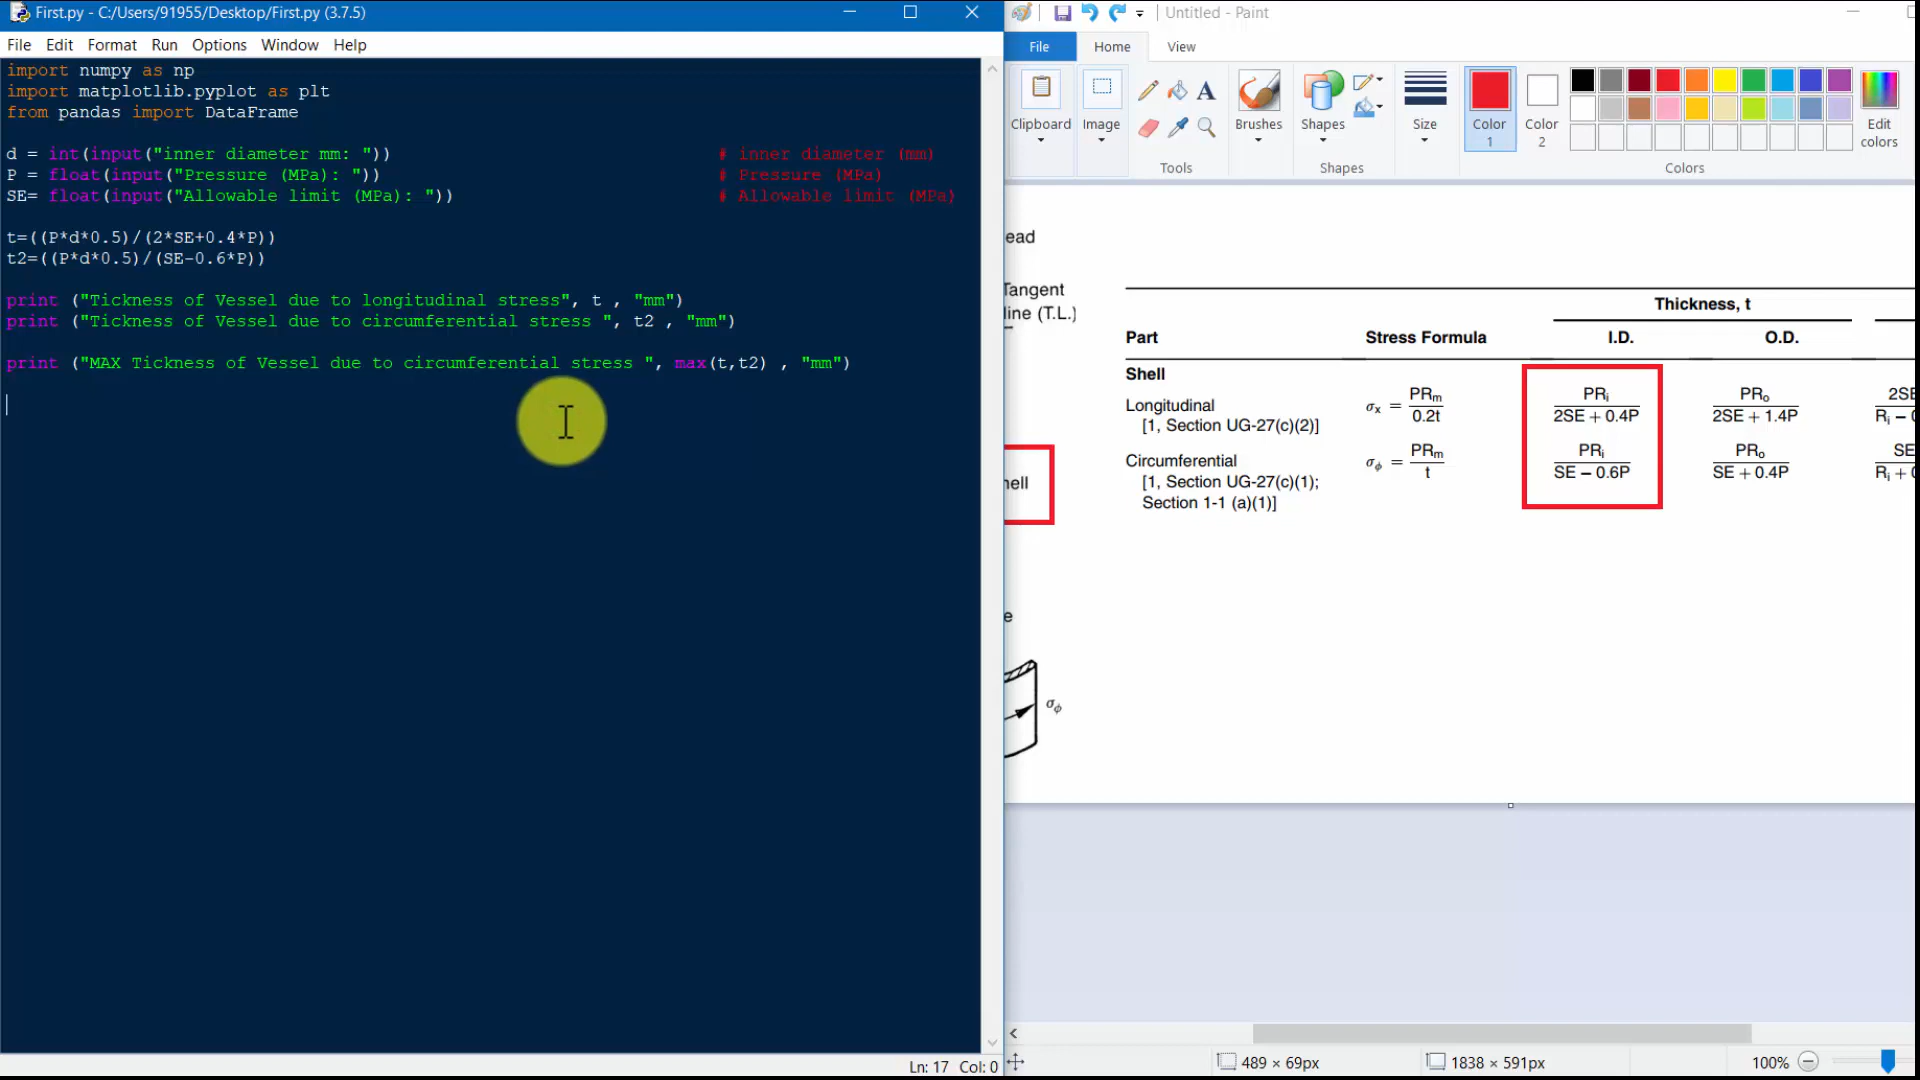 First.py - C:/Users/91955/Desktop/First.py (3.7.5)
File Edit Format Run Options Window Help
import numpy as np
import matplotlib.pyplot as plt
from pandas import DataFrame
d = int(input("inner diameter mm: ")) # inner diameter (mm)
P = float(input("Pressure (MPa): ")) # Pressure (MPa)
SE= float(input("Allowable limit (MPa): ")) # Allowable limit (MPa)
t=((P*d*0.5)/(2*SE+0.4*P))
t2=((P*d*0.5)/(SE-0.6*P))
print ("Tickness of Vessel due to longitudinal stress", t , "mm")
print ("Tickness of Vessel due to circumferential stress ", t2 , "mm")
print ("MAX Tickness of Vessel due to circumferential stress ", max(t,t2) , "mm")
Ln: 17 Col: 0
Untitled - Paint
File Home View
Clipboard
Image
Tools
Brushes
Shapes
Shapes
Size
Color 1
Color 2
Edit colors
Colors
ead
Tangent
line (T.L.)
hell
e
σϕ
Thickness, t
Part Stress Formula I.D. O.D.
Shell
Longitudinal
[1, Section UG-27(c)(2)]
σx = PRm / 0.2t
PRi / 2SE + 0.4P
PRo / 2SE + 1.4P
2SE
Ri − 0
Circumferential
[1, Section UG-27(c)(1);
Section 1-1 (a)(1)]
σϕ = PRm / t
PRi / SE − 0.6P
PRo / SE + 0.4P
SE
Ri + 0
489 × 69px
1838 × 591px
100%